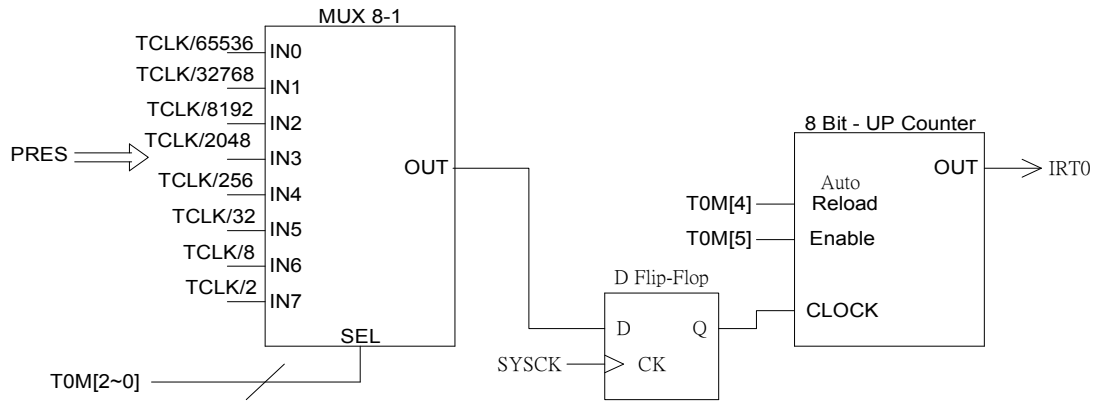 MUX 8-1
TCLK/65536
IN0
TCLK/32768
IN1
TCLK/8192
IN2
PRES
TCLK/2048
IN3
OUT
TCLK/256
IN4
TCLK/32
IN5
TCLK/8
IN6
TCLK/2
IN7
SEL
T0M[2~0]
D Flip-Flop
D
Q
SYSCK
CK
8 Bit - UP Counter
OUT
IRT0
T0M[4]
Auto
Reload
T0M[5]
Enable
CLOCK